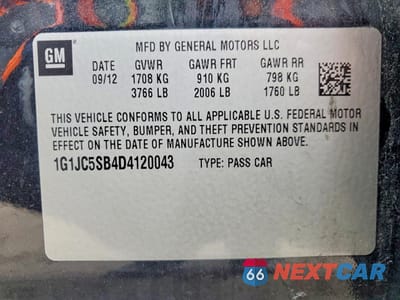 GM
MFD BY GENERAL MOTORS LLC
DATE GVWR GAWR FRT GAWR RR
09/12 1708 KG 910 KG 798 KG
3766 LB 2006 LB 1760 LB
THIS VEHICLE CONFORMS TO ALL APPLICABLE U.S. FEDERAL MOTOR
VEHICLE SAFETY, BUMPER, AND THEFT PREVENTION STANDARDS IN
EFFECT ON THE DATE OF MANUFACTURE SHOWN ABOVE.
1G1JC5SB4D4120043 TYPE: PASS CAR
66 NEXTCAR